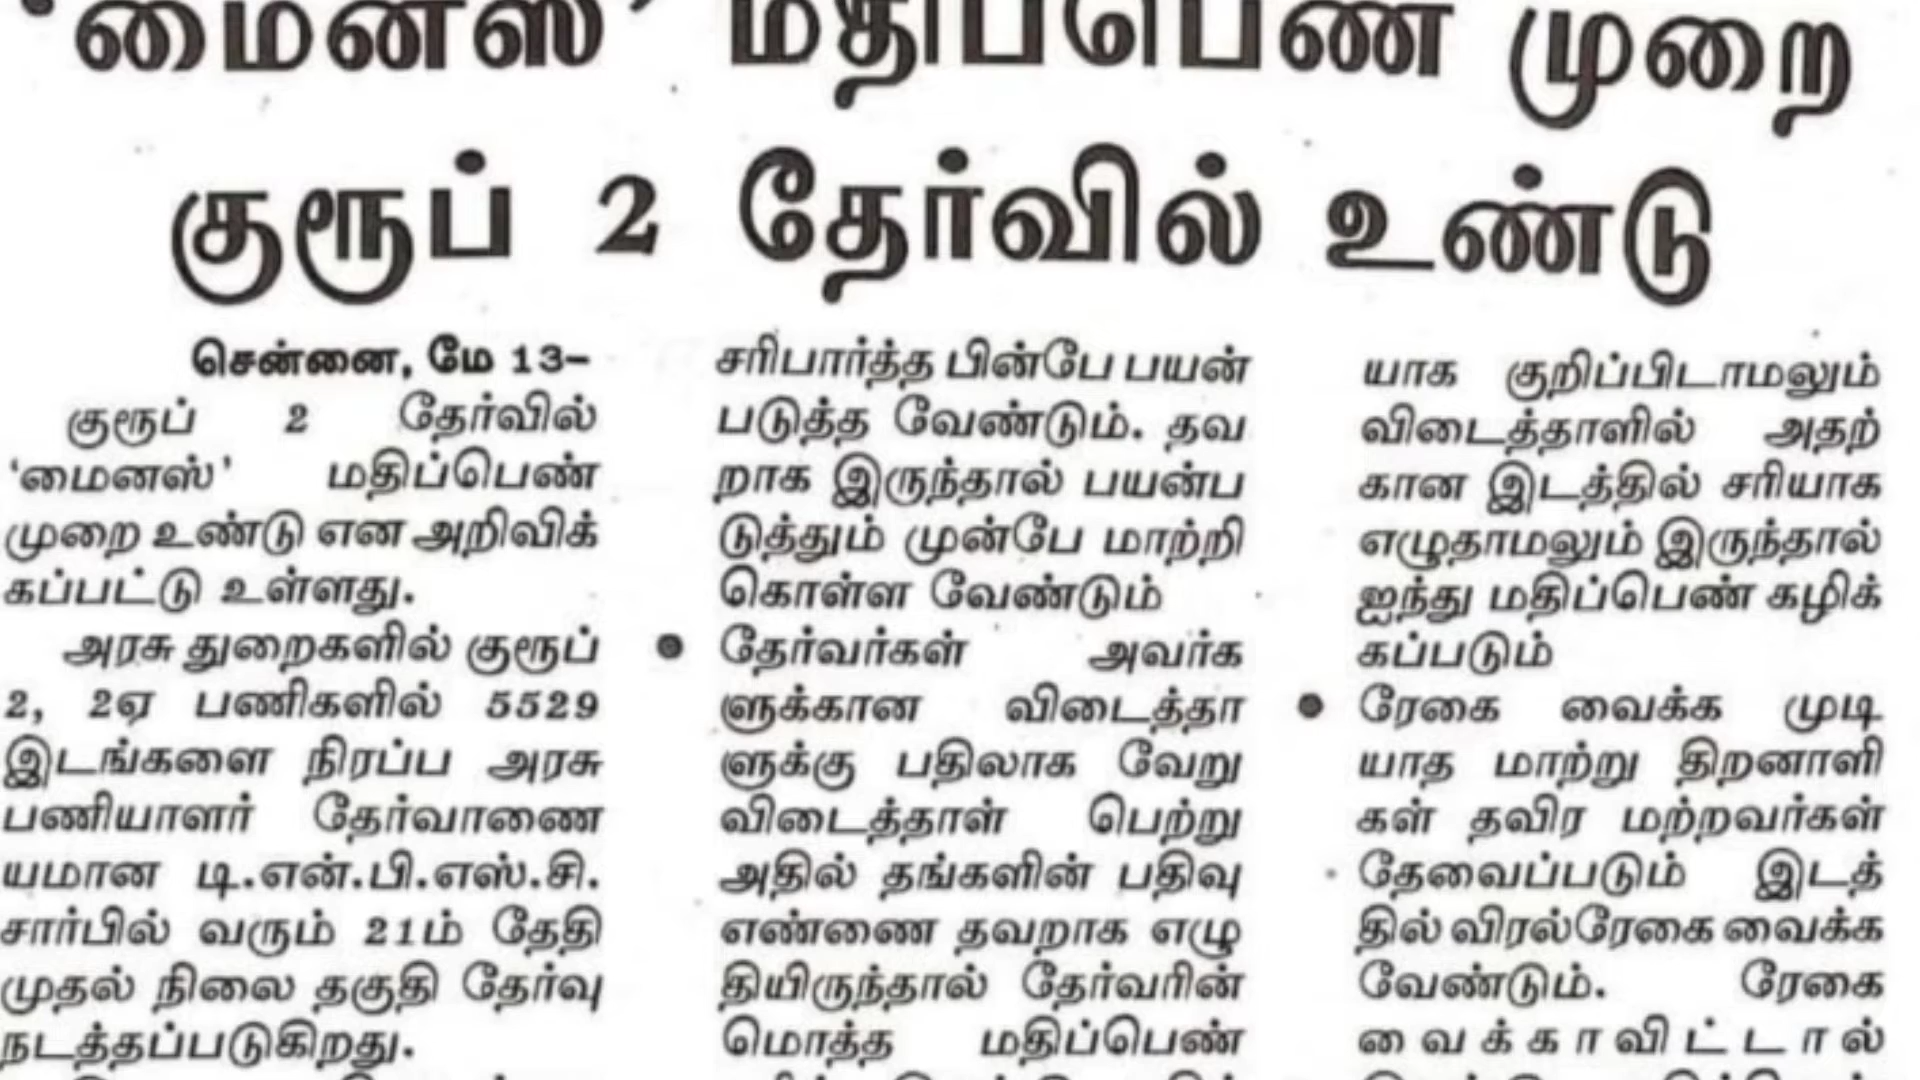 'மைனஸ்' மதிப்பெண் முறை
குரூப் 2 தேர்வில் உண்டு
சென்னை, மே 13–
குரூப் 2 தேர்வில்
'மைனஸ்' மதிப்பெண்
முறை உண்டு என அறிவிக்
கப்பட்டு உள்ளது.
அரசு துறைகளில் குரூப்
2, 2ஏ பணிகளில் 5529
இடங்களை நிரப்ப அரசு
பணியாளர் தேர்வாணை
யமான டி.என்.பி.எஸ்.சி.
சார்பில் வரும் 21ம் தேதி
முதல் நிலை தகுதி தேர்வு
நடத்தப்படுகிறது.
சரிபார்த்த பின்பே பயன்
படுத்த வேண்டும். தவ
றாக இருந்தால் பயன்ப
டுத்தும் முன்பே மாற்றி
கொள்ள வேண்டும்
● தேர்வர்கள் அவர்க
ளுக்கான விடைத்தா
ளுக்கு பதிலாக வேறு
விடைத்தாள் பெற்று
அதில் தங்களின் பதிவு
எண்ணை தவறாக எழு
தியிருந்தால் தேர்வரின்
மொத்த மதிப்பெண்
யாக குறிப்பிடாமலும்
விடைத்தாளில் அதற்
கான இடத்தில் சரியாக
எழுதாமலும் இருந்தால்
ஐந்து மதிப்பெண் கழிக்
கப்படும்
● ரேகை வைக்க முடி
யாத மாற்று திறனாளி
கள் தவிர மற்றவர்கள்
தேவைப்படும் இடத்
தில் விரல்ரேகை வைக்க
வேண்டும். ரேகை
வைக்காவிட்டால்